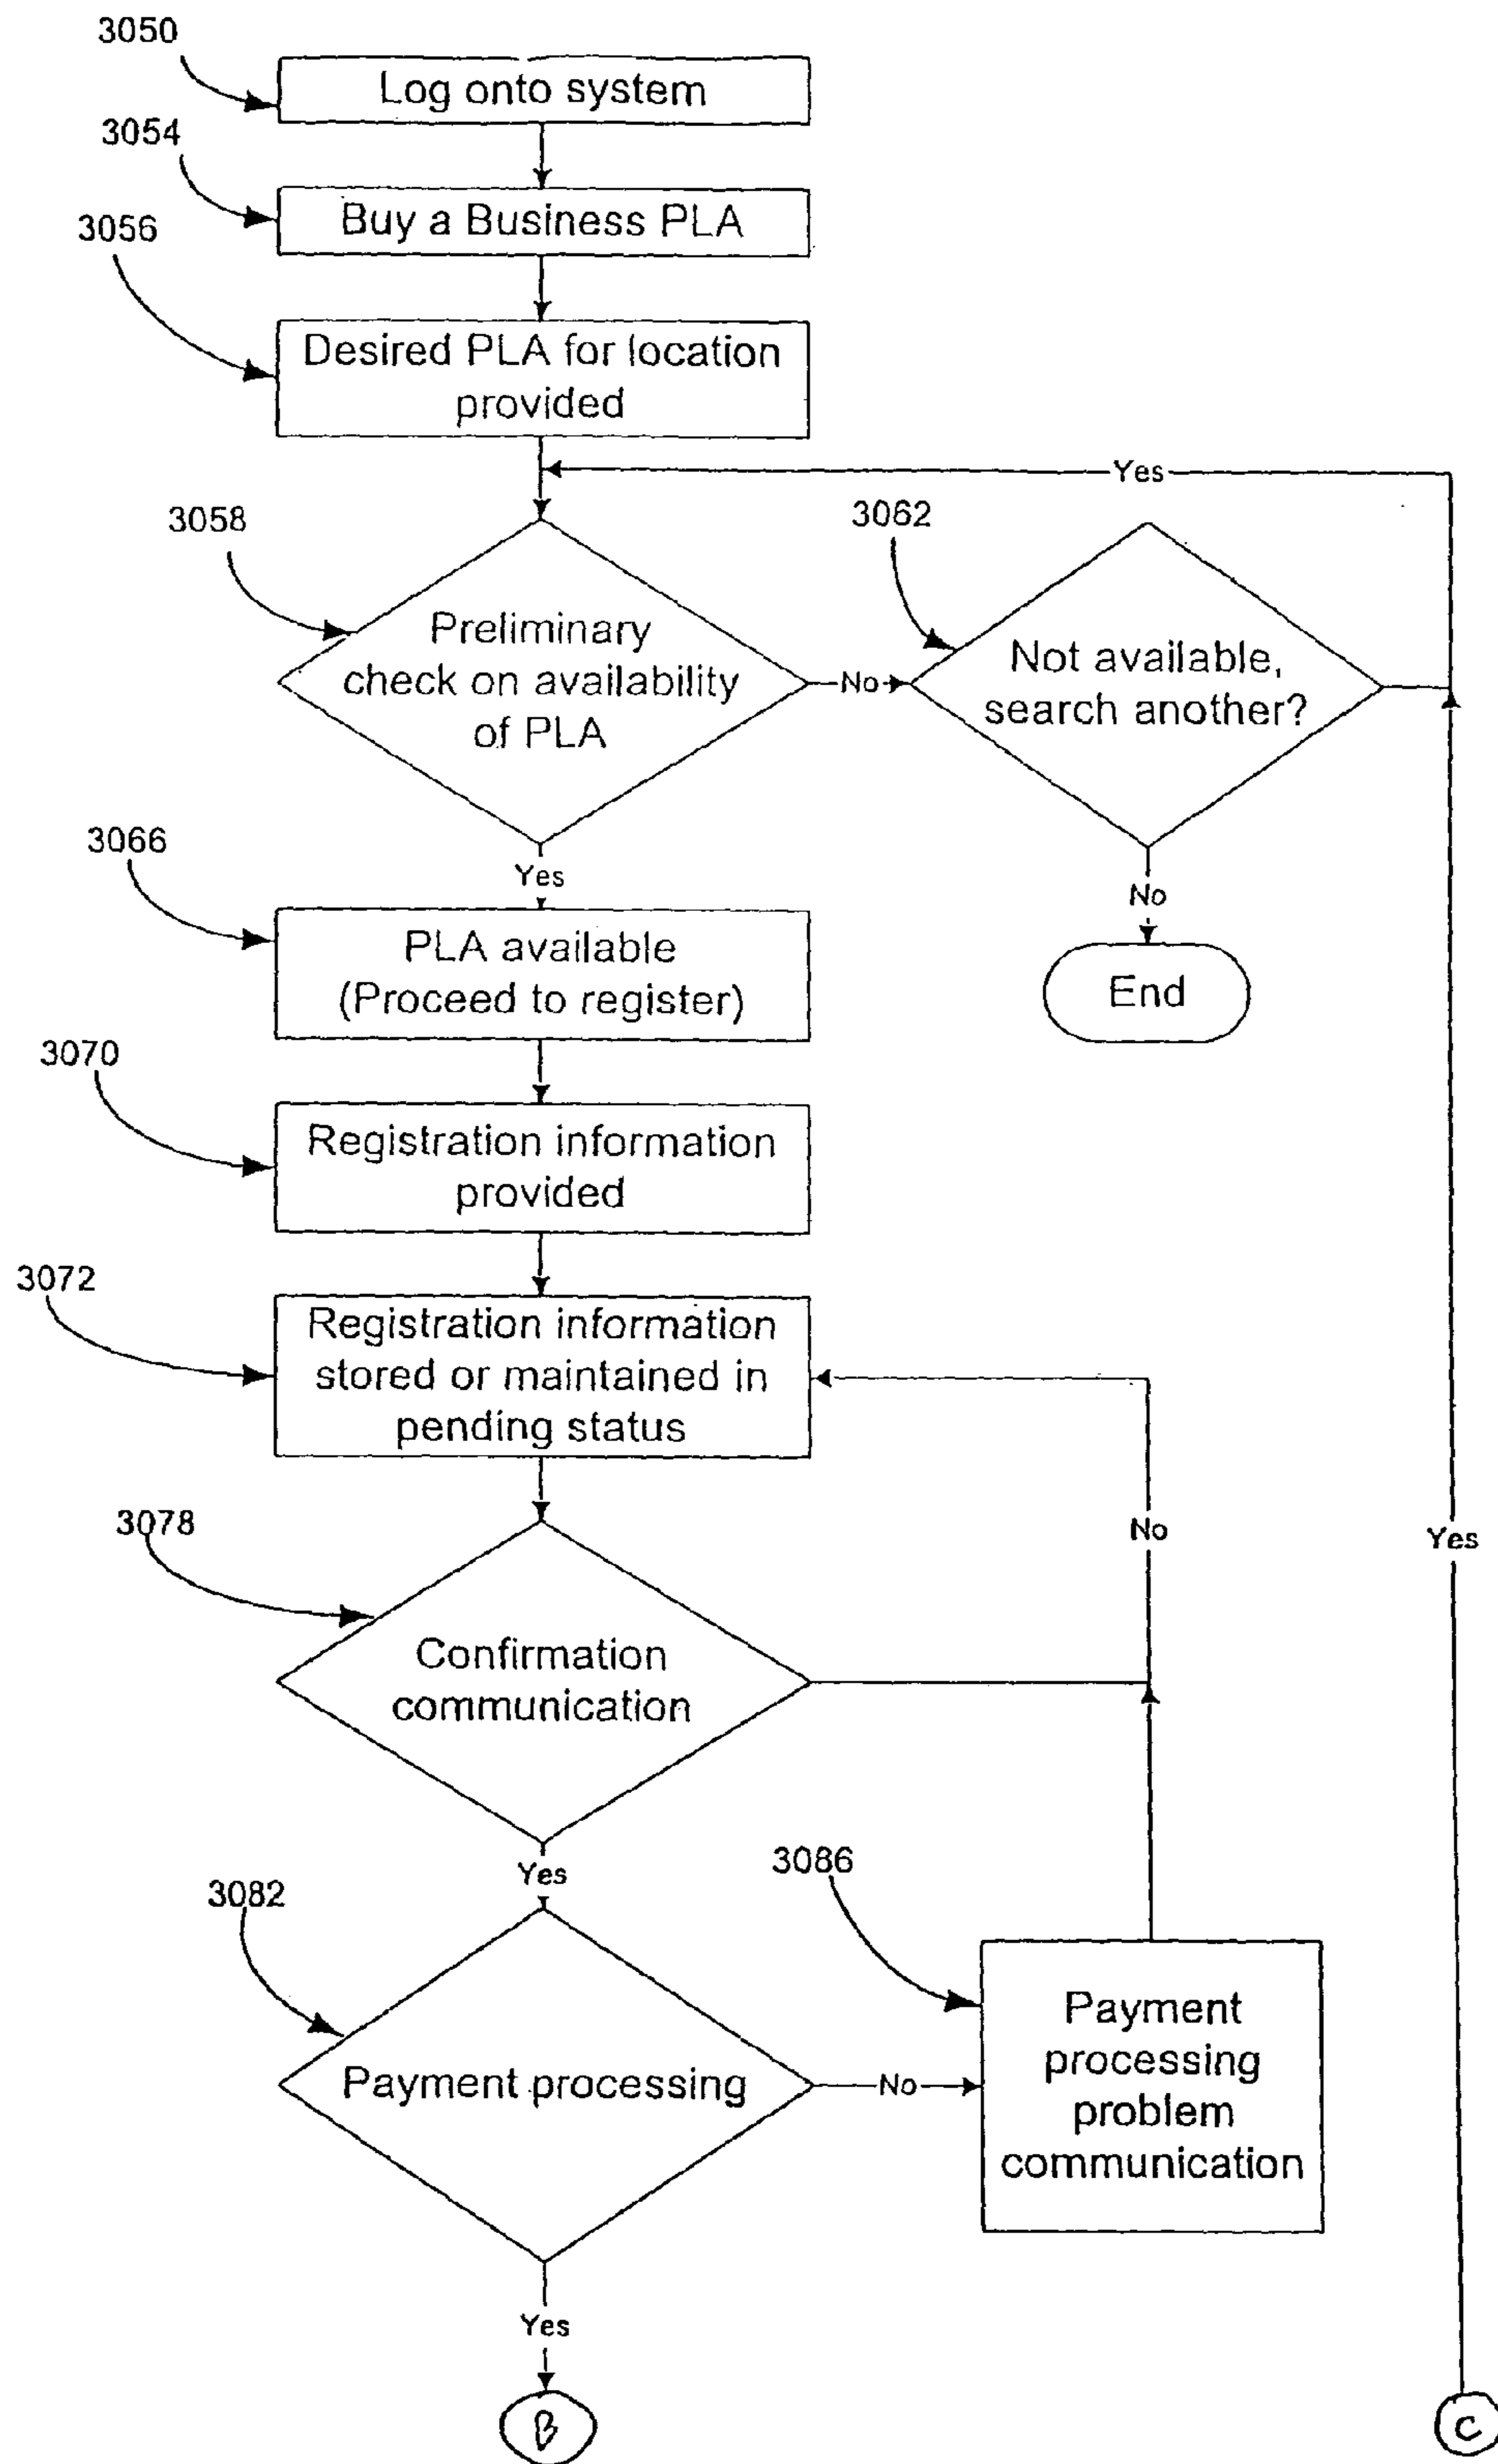 3050
Log onto system
3054
Buy a Business PLA
3056
Desired PLA for location
provided
Yes
3058
3062
Preliminary
check on availability
of PLA
No
Not available,
search another?
3066
Yes
No
PLA available
(Proceed to register)
End
3070
Registration information
provided
3072
Registration information
stored or maintained in
pending status
3078
No
Yes
Confirmation
communication
3082
Yes
3086
Payment processing
No
Payment
processing
problem
communication
Yes
B
C